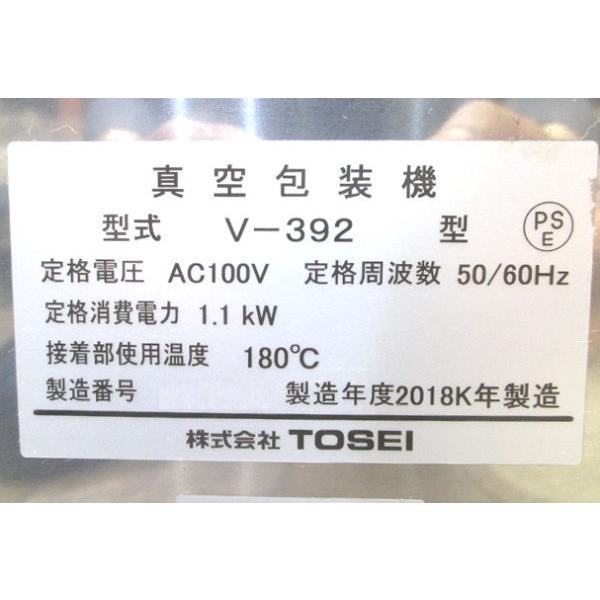 真空包装機
型式 V-392 型 PSE
定格電圧 AC100V 定格周波数 50/60Hz
定格消費電力 1.1 kW
接着部使用温度 180℃
製造番号 製造年度2018K年製造
株式会社 TOSEI